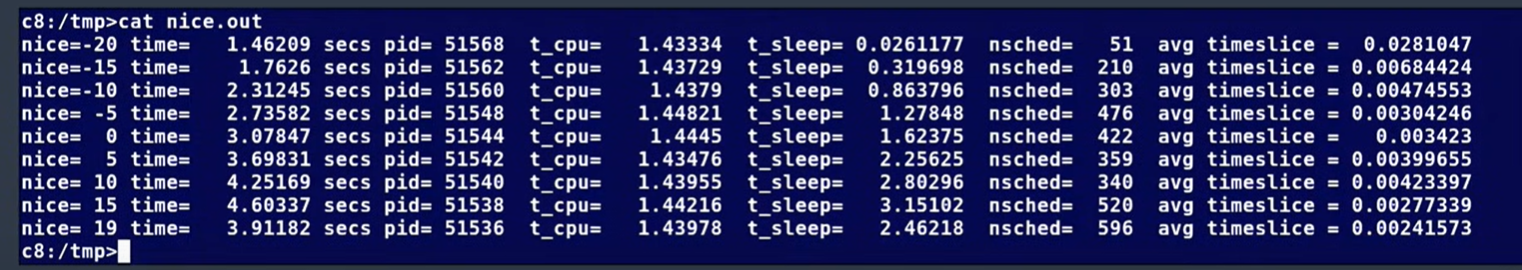 c8:/tmp>cat nice.out
nice=-20 time=   1.46209 secs pid= 51568  t_cpu=    1.43334  t_sleep= 0.0261177  nsched=   51  avg timeslice =  0.0281047
nice=-15 time=    1.7626 secs pid= 51562  t_cpu=    1.43729  t_sleep=  0.319698  nsched=  210  avg timeslice = 0.00684424
nice=-10 time=   2.31245 secs pid= 51560  t_cpu=     1.4379  t_sleep=  0.863796  nsched=  303  avg timeslice = 0.00474553
nice= -5 time=   2.73582 secs pid= 51548  t_cpu=    1.44821  t_sleep=   1.27848  nsched=  476  avg timeslice = 0.00304246
nice=  0 time=   3.07847 secs pid= 51544  t_cpu=     1.4445  t_sleep=   1.62375  nsched=  422  avg timeslice =   0.003423
nice=  5 time=   3.69831 secs pid= 51542  t_cpu=    1.43476  t_sleep=   2.25625  nsched=  359  avg timeslice = 0.00399655
nice= 10 time=   4.25169 secs pid= 51540  t_cpu=    1.43955  t_sleep=   2.80296  nsched=  340  avg timeslice = 0.00423397
nice= 15 time=   4.60337 secs pid= 51538  t_cpu=    1.44216  t_sleep=   3.15102  nsched=  520  avg timeslice = 0.00277339
nice= 19 time=   3.91182 secs pid= 51536  t_cpu=    1.43978  t_sleep=   2.46218  nsched=  596  avg timeslice = 0.00241573
c8:/tmp>